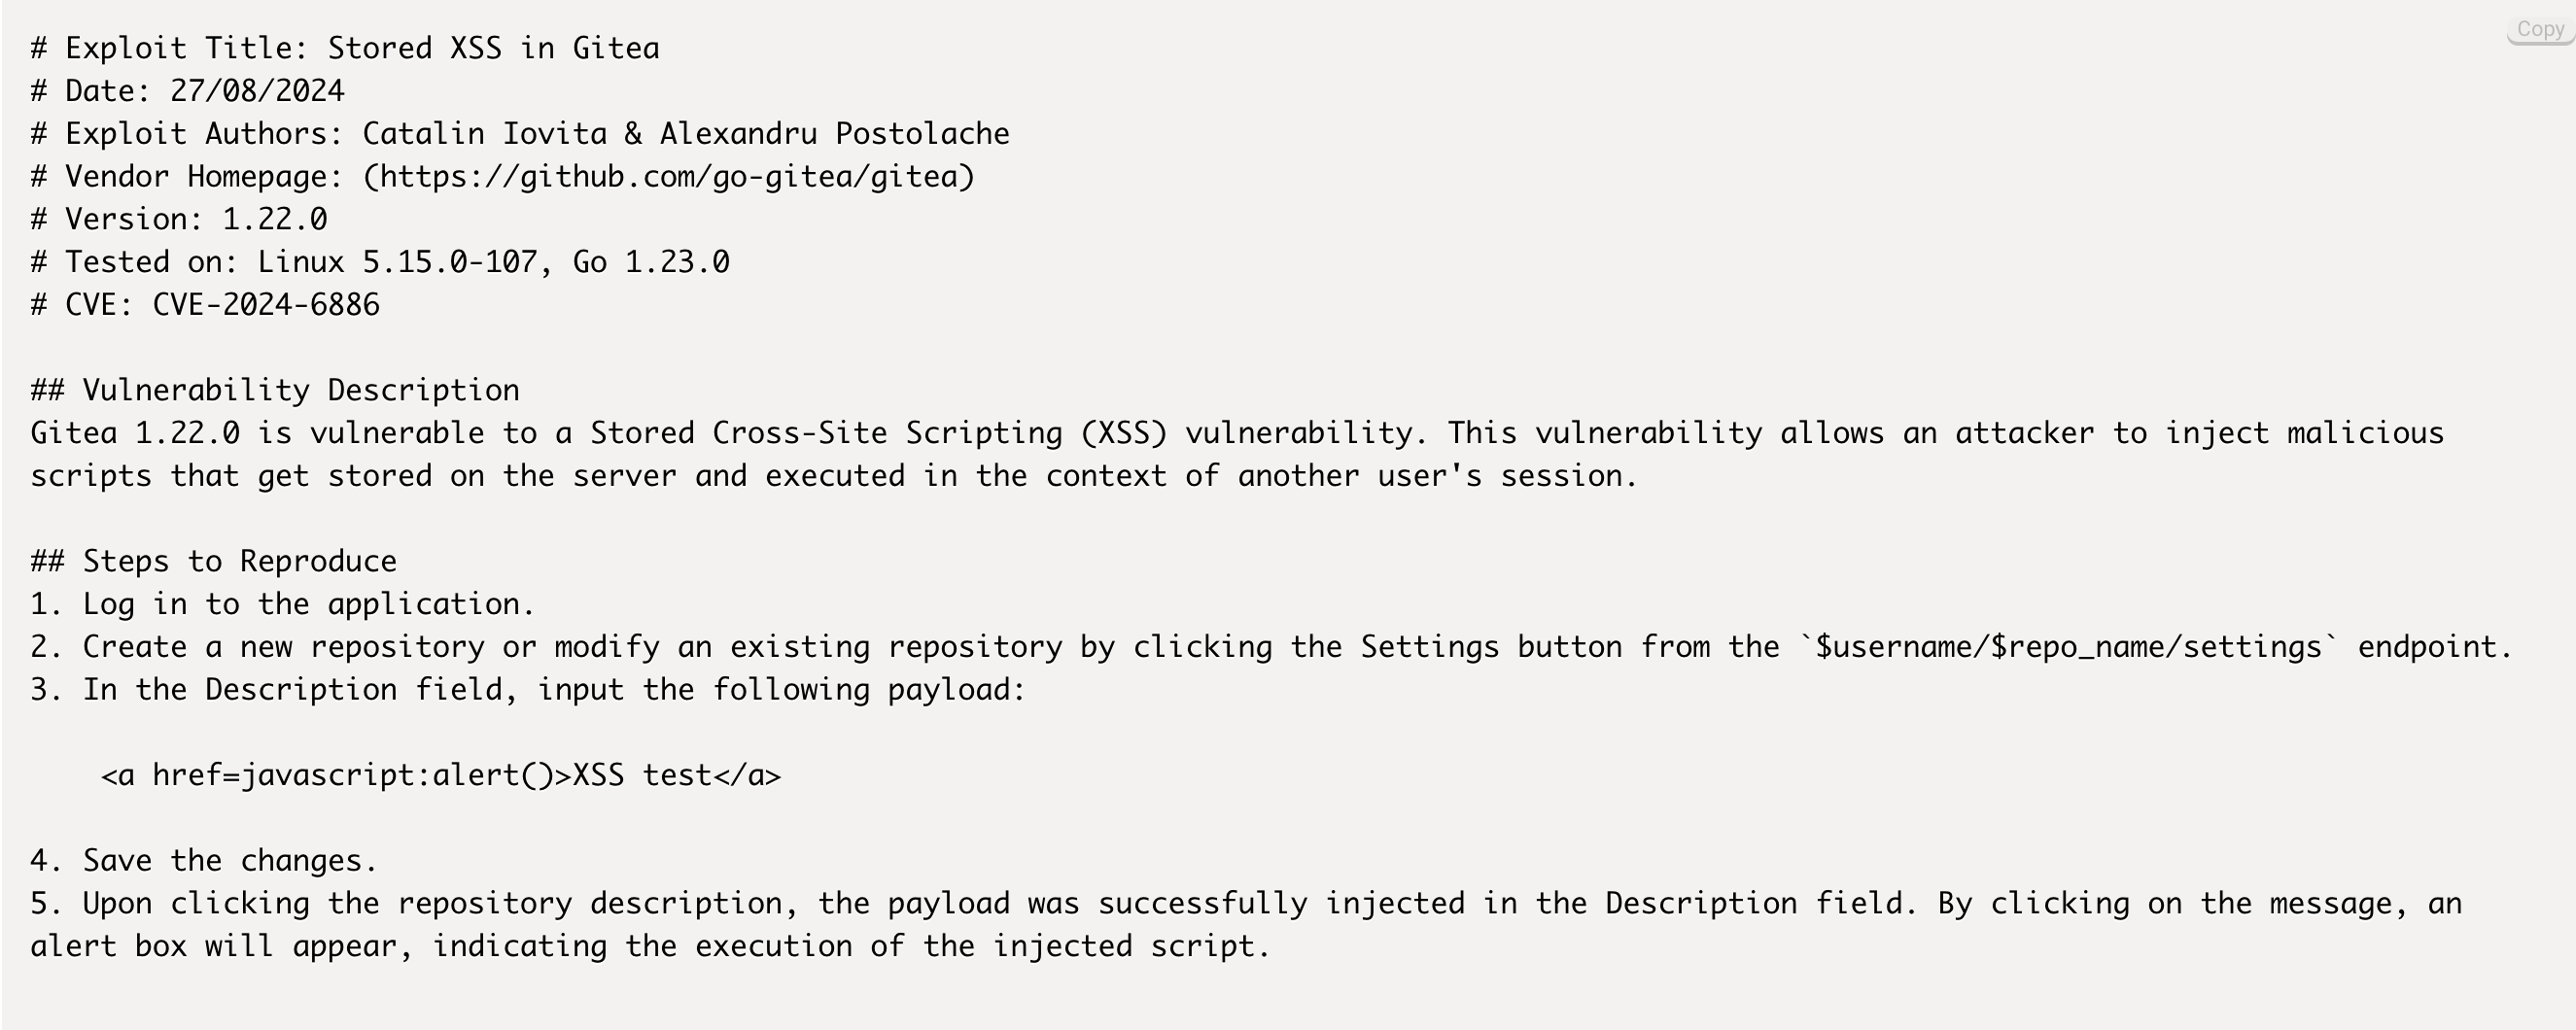 Copy
# Exploit Title: Stored XSS in Gitea
# Date: 27/08/2024
# Exploit Authors: Catalin Iovita & Alexandru Postolache
# Vendor Homepage: (https://github.com/go-gitea/gitea)
# Version: 1.22.0
# Tested on: Linux 5.15.0-107, Go 1.23.0
# CVE: CVE-2024-6886

## Vulnerability Description
Gitea 1.22.0 is vulnerable to a Stored Cross-Site Scripting (XSS) vulnerability. This vulnerability allows an attacker to inject malicious
scripts that get stored on the server and executed in the context of another user's session.

## Steps to Reproduce
1. Log in to the application.
2. Create a new repository or modify an existing repository by clicking the Settings button from the `$username/$repo_name/settings` endpoint.
3. In the Description field, input the following payload:

    <a href=javascript:alert()>XSS test</a>

4. Save the changes.
5. Upon clicking the repository description, the payload was successfully injected in the Description field. By clicking on the message, an
alert box will appear, indicating the execution of the injected script.